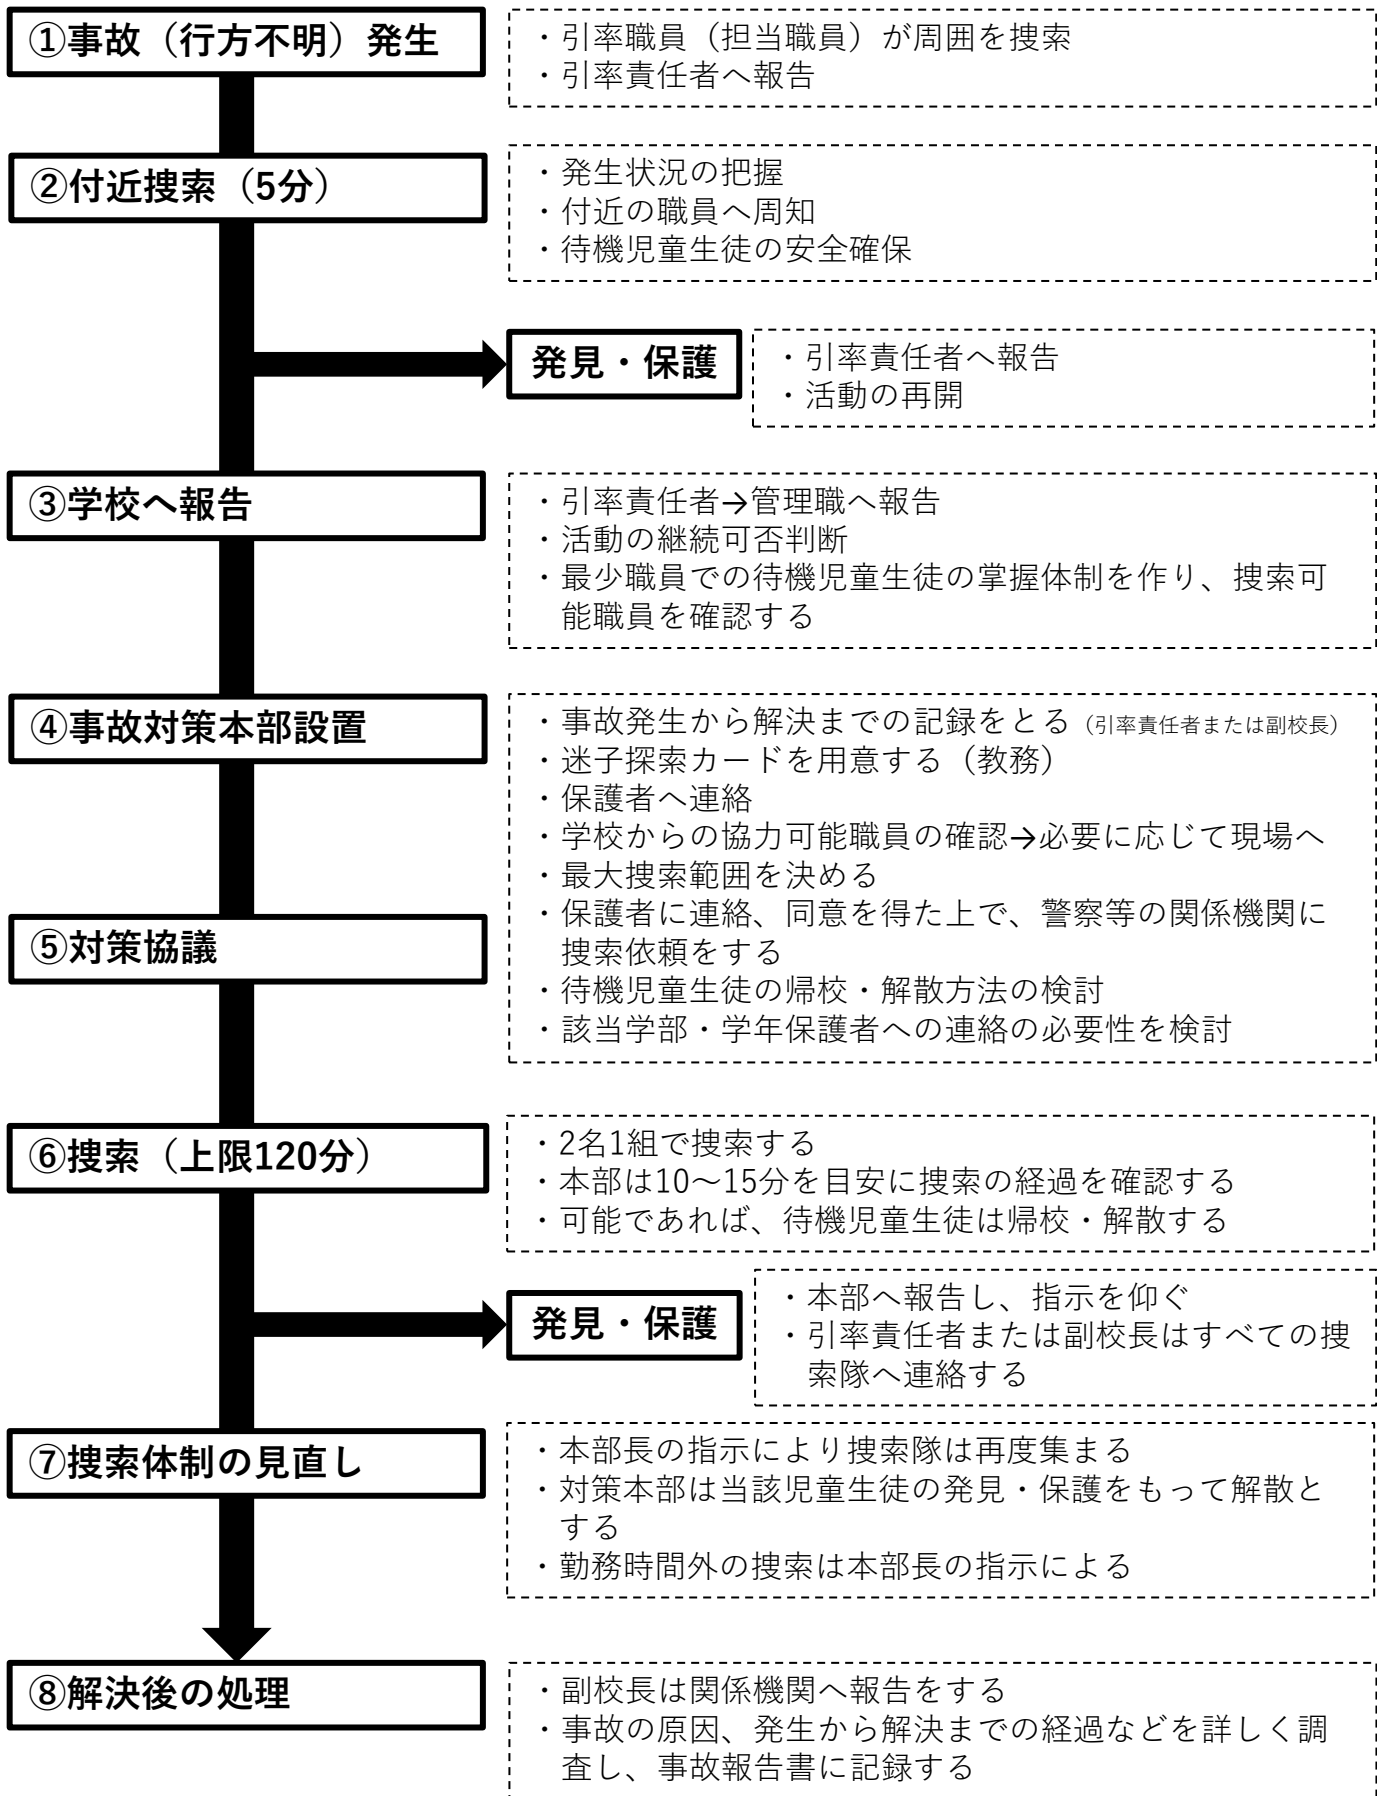 ①事故（行方不明）発生
・引率職員（担当職員）が周囲を捜索
・引率責任者へ報告
②付近捜索（5分）
・発生状況の把握
・付近の職員へ周知
・待機児童生徒の安全確保
発見・保護
・引率責任者へ報告
・活動の再開
③学校へ報告
・引率責任者→管理職へ報告
・活動の継続可否判断
・最少職員での待機児童生徒の掌握体制を作り、捜索可
能職員を確認する
④事故対策本部設置
・事故発生から解決までの記録をとる（引率責任者または副校長）
・迷子探索カードを用意する（教務）
・保護者へ連絡
・学校からの協力可能職員の確認→必要に応じて現場へ
・最大捜索範囲を決める
⑤対策協議
・保護者に連絡、同意を得た上で、警察等の関係機関に
捜索依頼をする
・待機児童生徒の帰校・解散方法の検討
・該当学部・学年保護者への連絡の必要性を検討
⑥捜索（上限120分）
・2名1組で捜索する
・本部は10～15分を目安に捜索の経過を確認する
・可能であれば、待機児童生徒は帰校・解散する
発見・保護
・本部へ報告し、指示を仰ぐ
・引率責任者または副校長はすべての捜
索隊へ連絡する
⑦捜索体制の見直し
・本部長の指示により捜索隊は再度集まる
・対策本部は当該児童生徒の発見・保護をもって解散と
する
・勤務時間外の捜索は本部長の指示による
⑧解決後の処理
・副校長は関係機関へ報告をする
・事故の原因、発生から解決までの経過などを詳しく調
査し、事故報告書に記録する